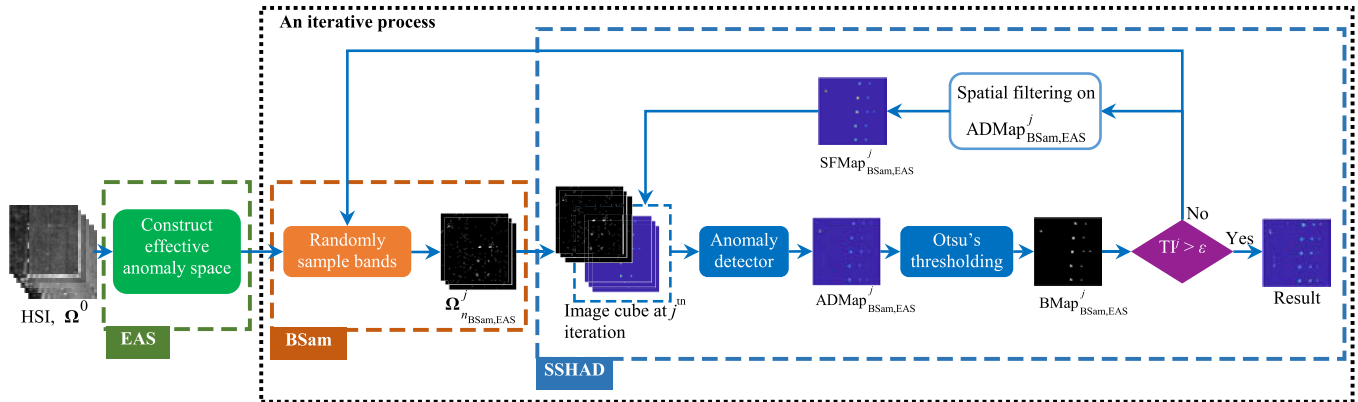 An iterative process
Spatial filtering on
ADMap^j_BSam,EAS
SFMap^j_BSam,EAS
No
Construct
effective
anomaly space
Randomly
sample bands
Anomaly
detector
Otsu's
thresholding
TI^j > ε
Yes
HSI, Ω^0
Ω^j_n_BSam,EAS
Image cube at j^th
iteration
ADMap^j_BSam,EAS
BMap^j_BSam,EAS
Result
EAS
BSam
SSHAD